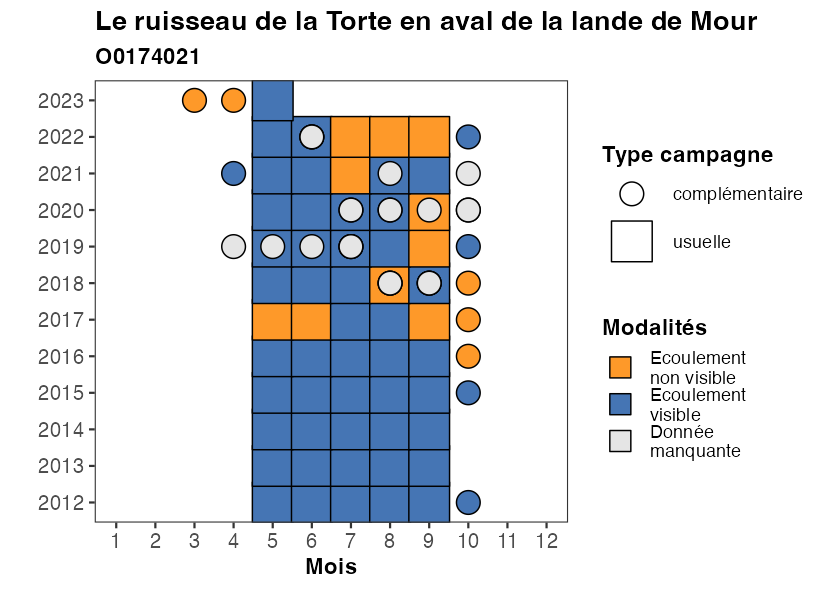 Le ruisseau de la Torte en aval de la lande de Mour
O0174021
2023
2022
2021
2020
2019
2018
2017
2016
2015
2014
2013
2012
1 2 3 4 5 6 7 8 9 10 11 12
Mois
Type campagne
complémentaire
usuelle
Modalités
Ecoulement
non visible
Ecoulement
visible
Donnée
manquante